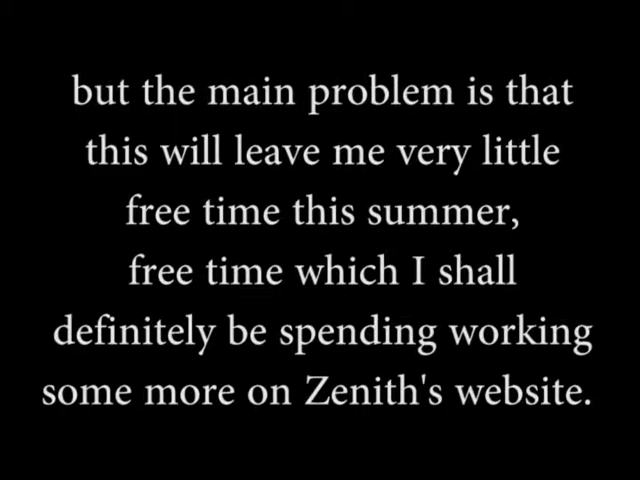 but the main problem is that
this will leave me very little
free time this summer,
free time which I shall
definitely be spending working
some more on Zenith's website.